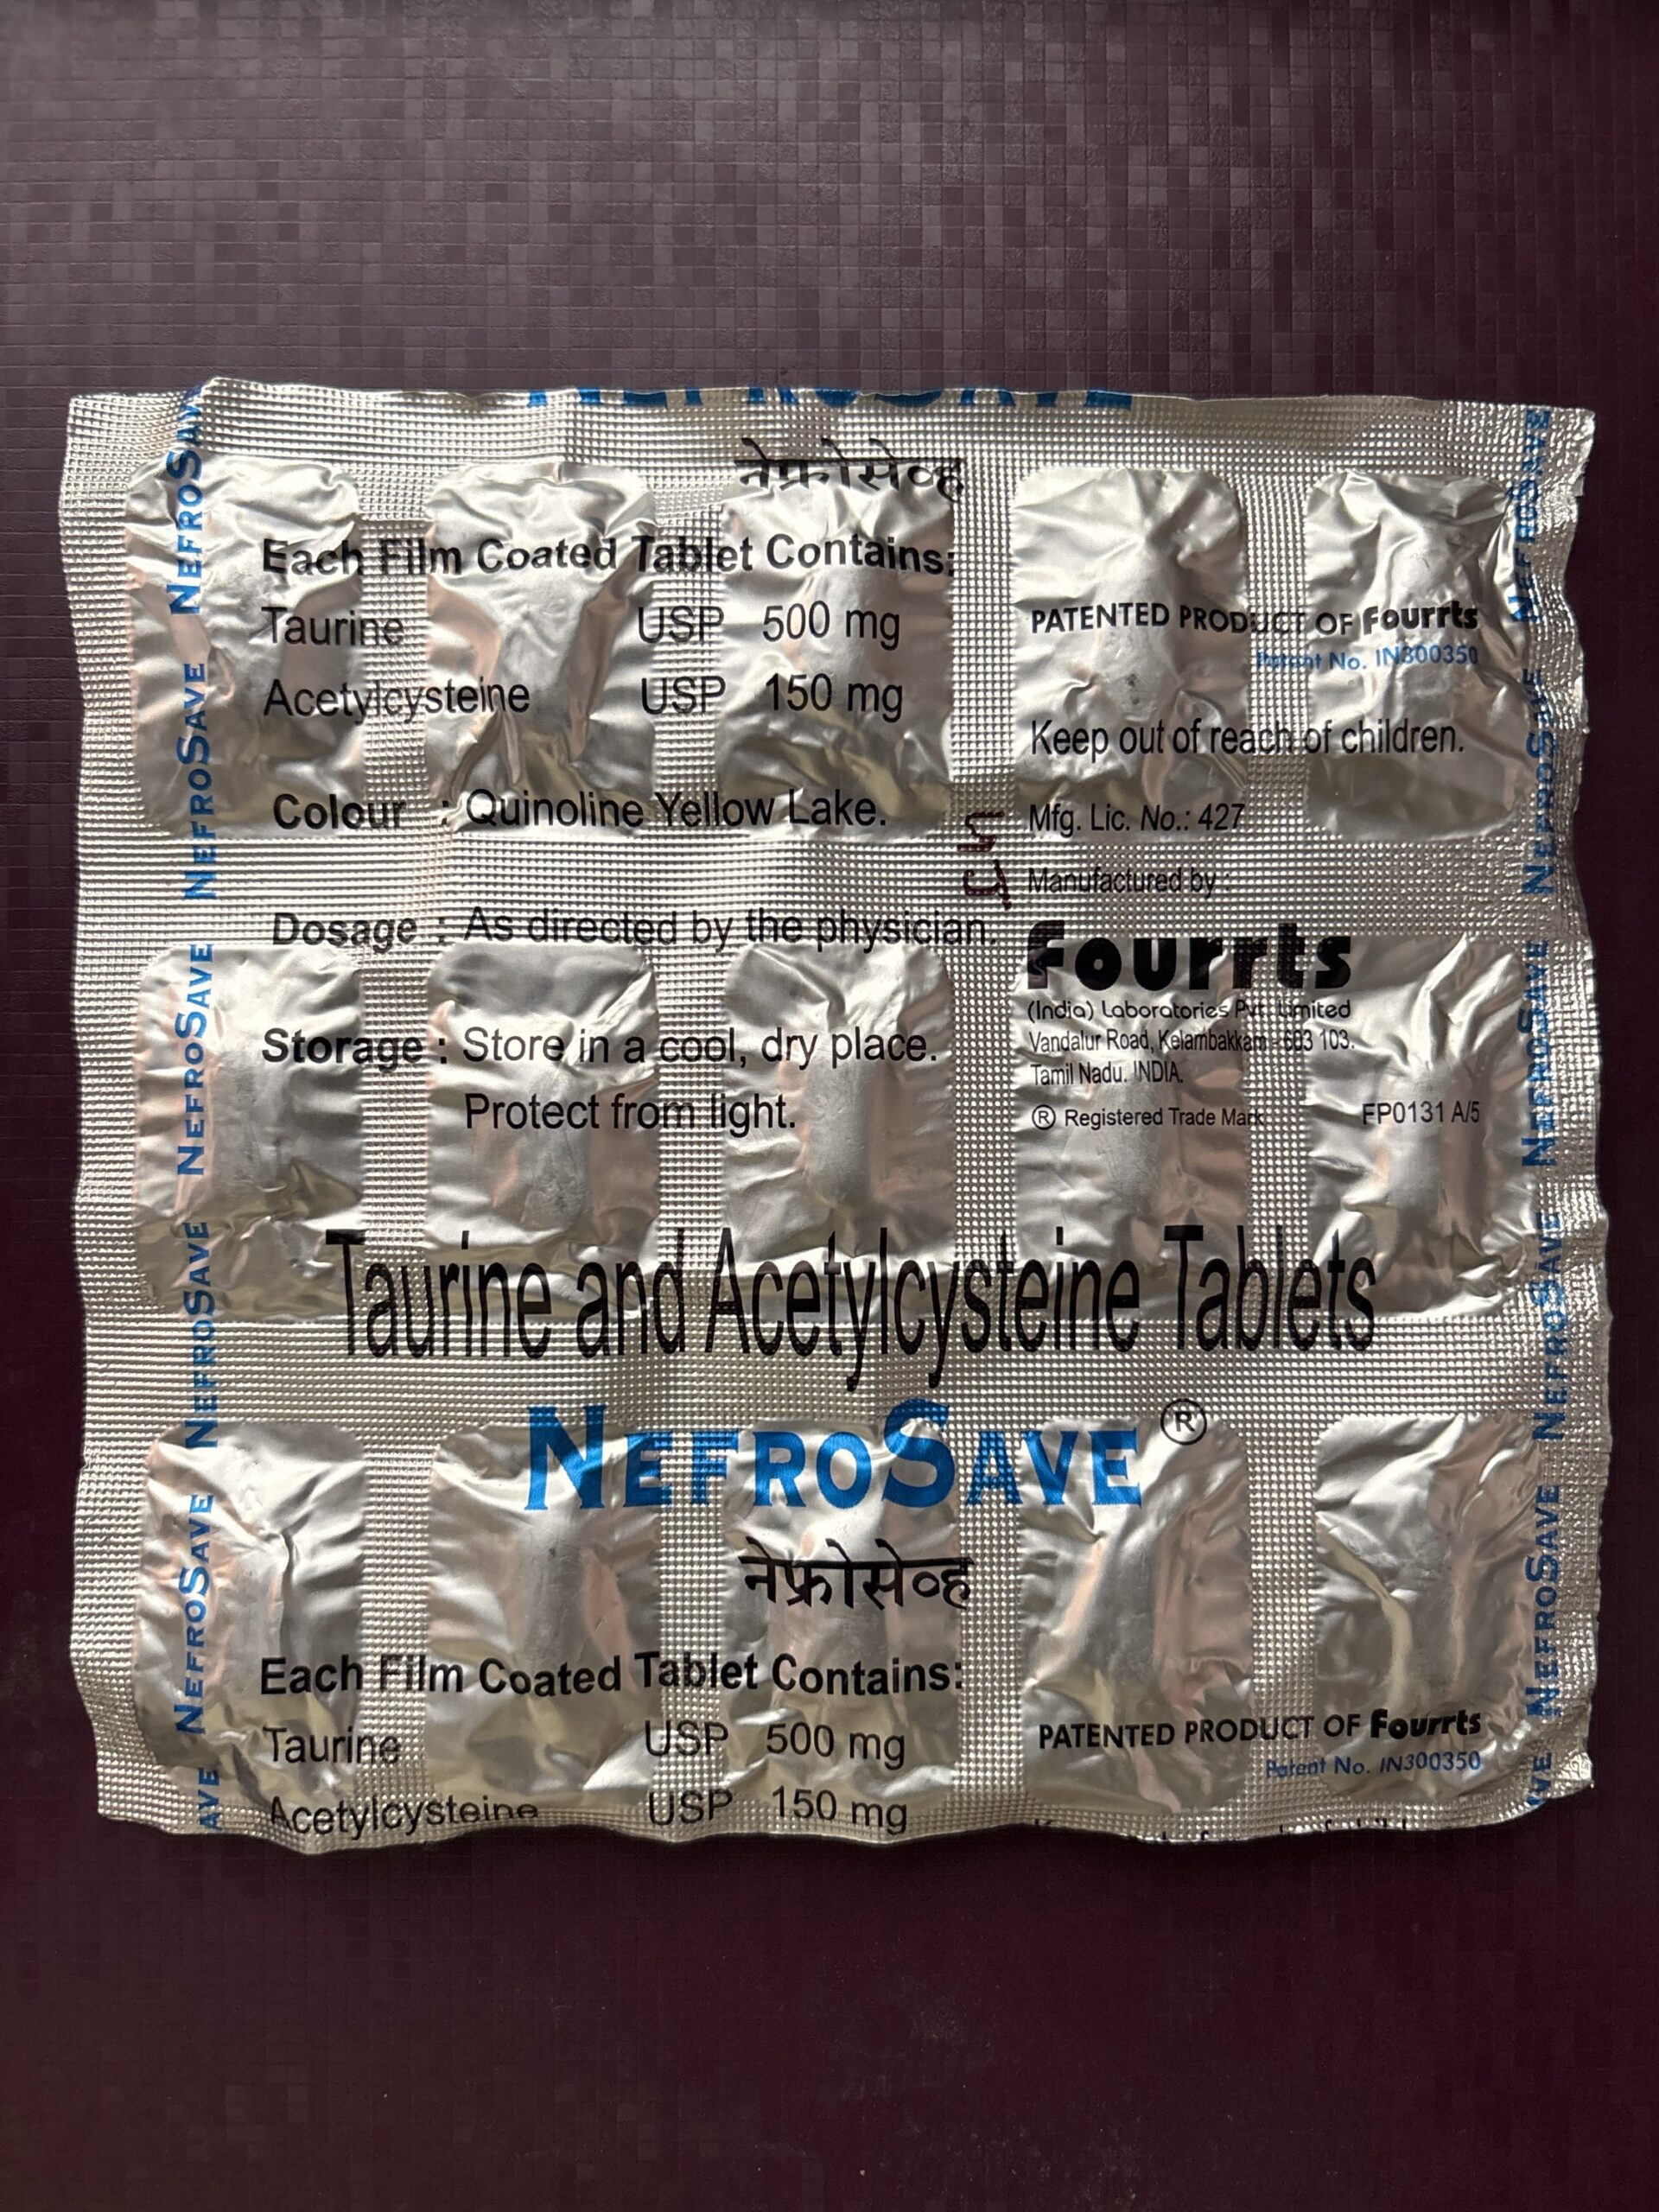 नेफ्रोसेव्ह
Each Film Coated Tablet Contains:
Taurine USP 500 mg
Acetylcysteine USP 150 mg
Colour : Quinoline Yellow Lake.
Dosage : As directed by the physician.
Storage : Store in a cool, dry place.
Protect from light.
PATENTED PRODUCT OF Fourrts
Patent No. IN300350
Keep out of reach of children.
Mfg. Lic. No.: 427
Manufactured by :
Fourrts
(India) Laboratories Pvt. Limited
Vandalur Road, Kelambakkam - 603 103.
Tamil Nadu. INDIA.
® Registered Trade Mark
FP0131 A/5
Taurine and Acetylcysteine Tablets
NEFROSAVE ®
नेफ्रोसेव्ह
Each Film Coated Tablet Contains:
Taurine USP 500 mg
Acetylcysteine USP 150 mg
PATENTED PRODUCT OF Fourrts
Patent No. IN300350
NEFROSAVE NEFROSAVE NEFROSAVE NEFROSAVE NEFROSAVE
NEFROSAVE NEFROSAVE NEFROSAVE NEFROSAVE NEFROSAVE